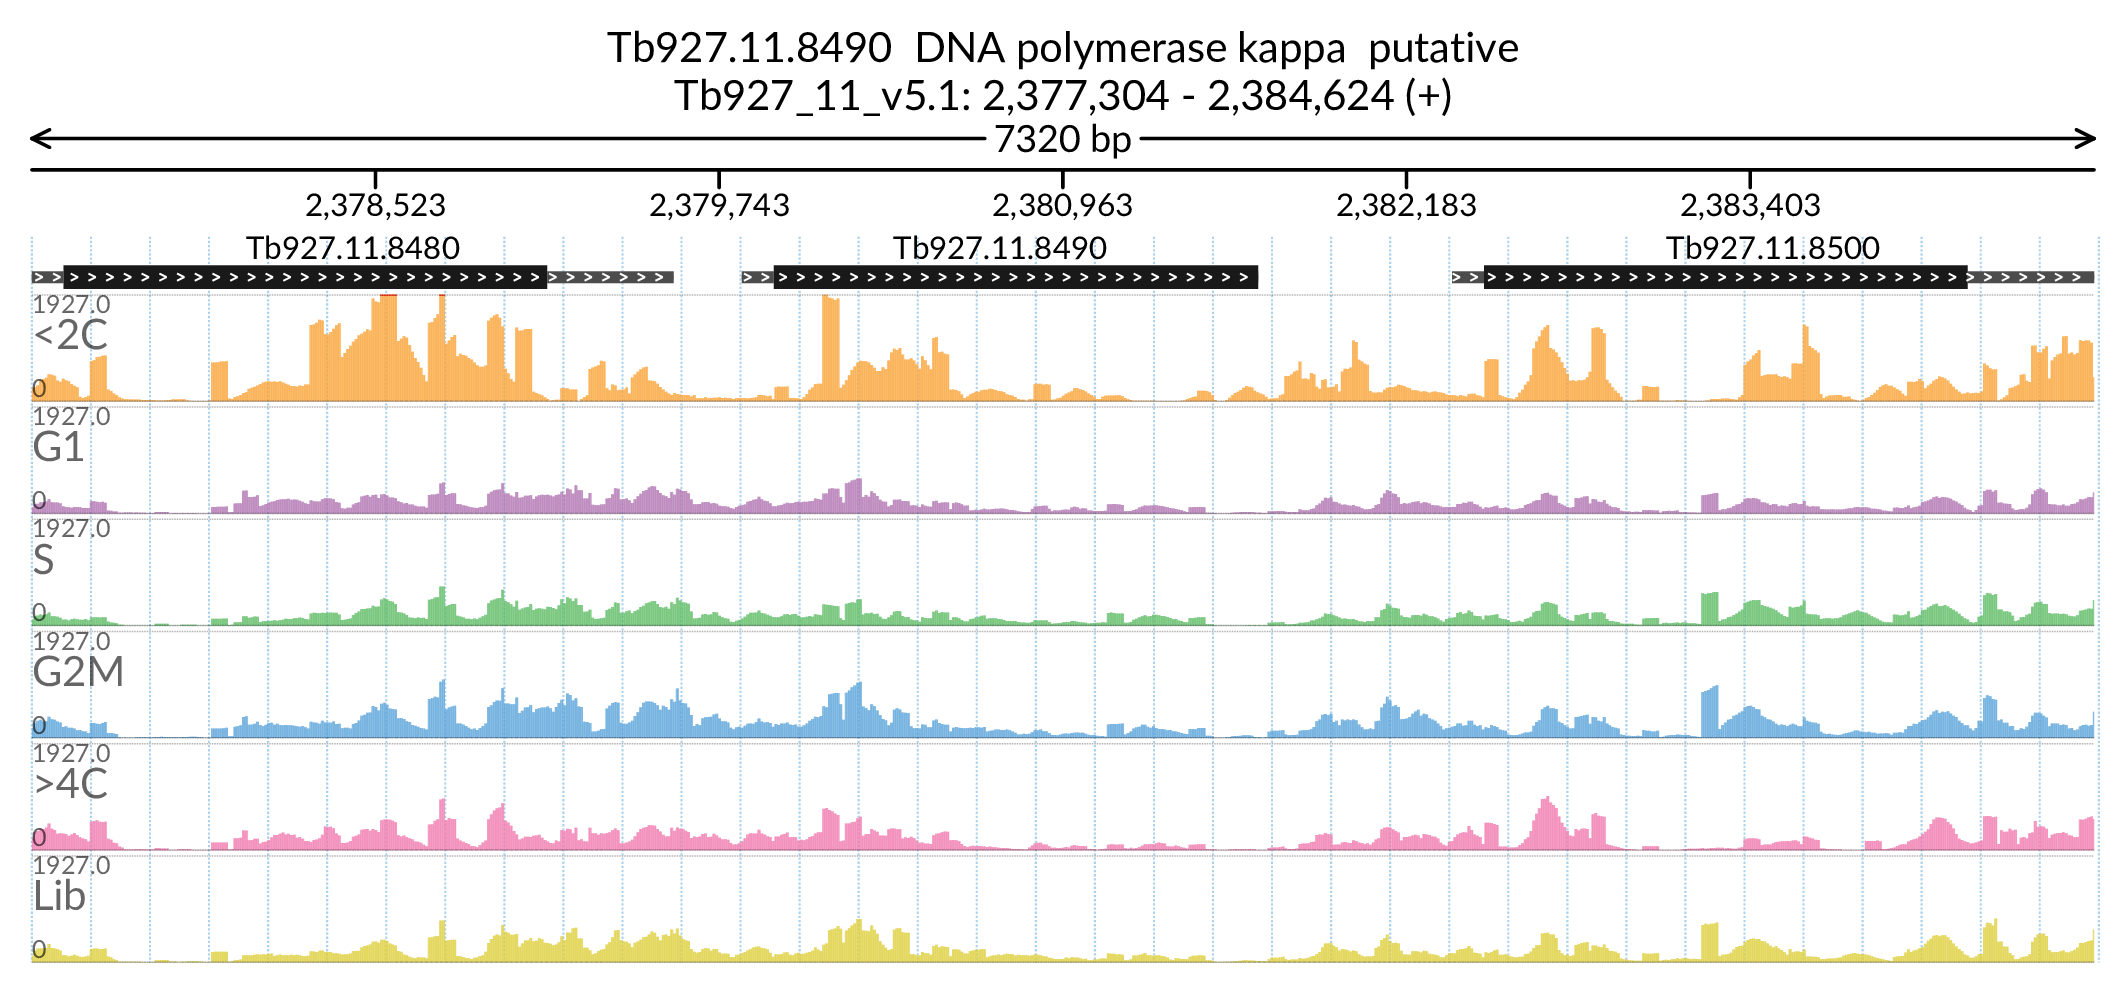 Tb927.11.8490 DNA polymerase kappa putative
Tb927_11_v5.1: 2,377,304 - 2,384,624 (+)
7320 bp
2,378,523 2,379,743 2,380,963 2,382,183 2,383,403
Tb927.11.8480 Tb927.11.8490 Tb927.11.8500
1927.0
<2C
0
1927.0
G1
0
1927.0
S
0
1927.0
G2M
0
1927.0
>4C
0
1927.0
Lib
0